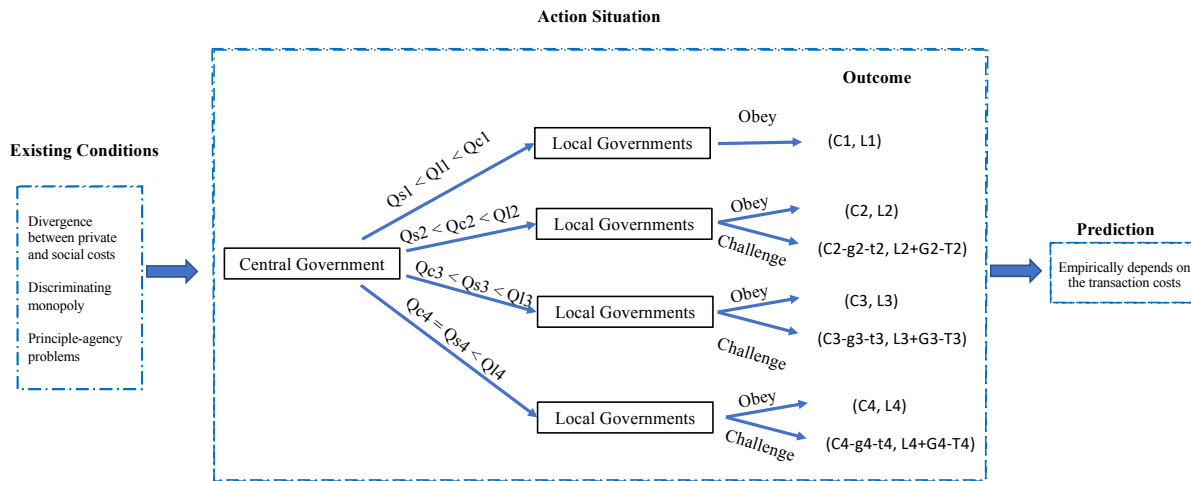 Action Situation
Existing Conditions
Divergence
between private
and social costs
Discriminating
monopoly
Principle-agency
problems
Central Government
Qs1 < Ql1 < Qc1
Qs2 < Qc2 < Ql2
Qc3 < Qs3 < Ql3
Qc4 = Qs4 < Ql4
Outcome
Local Governments
Obey
(C1, L1)
Local Governments
Obey
(C2, L2)
Challenge
(C2-g2-t2, L2+G2-T2)
Local Governments
Obey
(C3, L3)
Challenge
(C3-g3-t3, L3+G3-T3)
Local Governments
Obey
(C4, L4)
Challenge
(C4-g4-t4, L4+G4-T4)
Prediction
Empirically depends on
the transaction costs